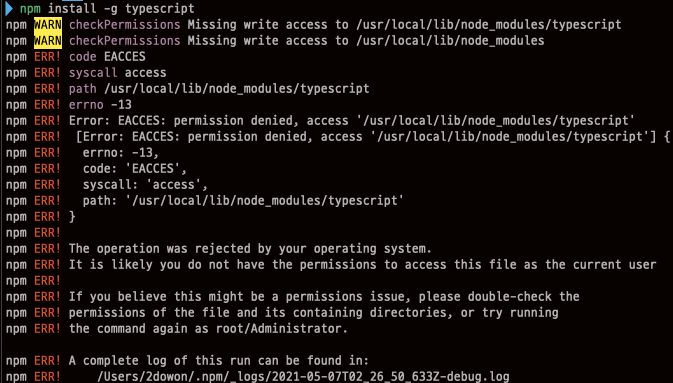 npm install -g typescript
npm WARN checkPermissions Missing write access to /usr/local/lib/node_modules/typescript
npm WARN checkPermissions Missing write access to /usr/local/lib/node_modules
npm ERR! code EACCES
npm ERR! syscall access
npm ERR! path /usr/local/lib/node_modules/typescript
npm ERR! errno -13
npm ERR! Error: EACCES: permission denied, access '/usr/local/lib/node_modules/typescript'
npm ERR!  [Error: EACCES: permission denied, access '/usr/local/lib/node_modules/typescript'] {
npm ERR!   errno: -13,
npm ERR!   code: 'EACCES',
npm ERR!   syscall: 'access',
npm ERR!   path: '/usr/local/lib/node_modules/typescript'
npm ERR! }
npm ERR!
npm ERR! The operation was rejected by your operating system.
npm ERR! It is likely you do not have the permissions to access this file as the current user
npm ERR!
npm ERR! If you believe this might be a permissions issue, please double-check the
npm ERR! permissions of the file and its containing directories, or try running
npm ERR! the command again as root/Administrator.
npm ERR! A complete log of this run can be found in:
npm ERR!     /Users/2dowon/.npm/_logs/2021-05-07T02_26_50_633Z-debug.log